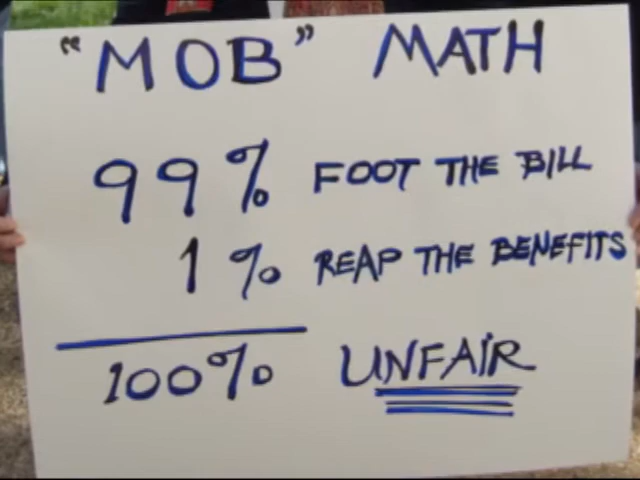 "MOB" MATH
99% FOOT THE BILL
1% REAP THE BENEFITS
100% UNFAIR